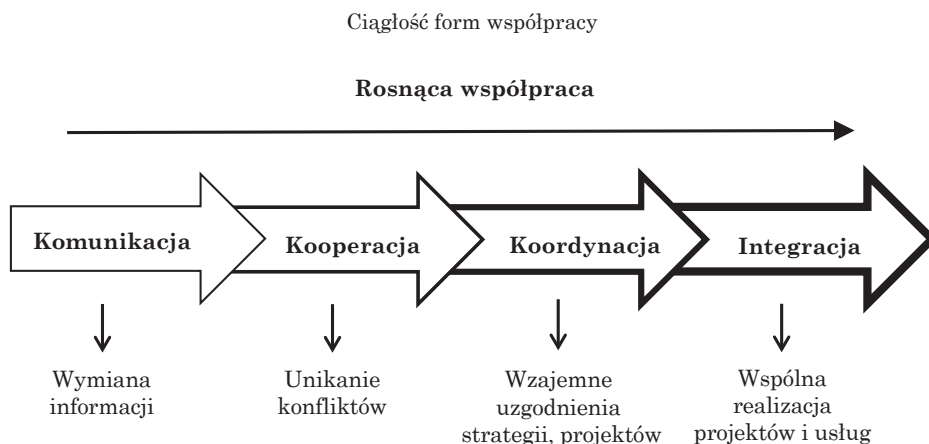 Ciągłość form współpracy
Rosnąca współpraca
Komunikacja
Kooperacja
Koordynacja
Integracja
Wymiana
informacji
Unikanie
konfliktów
Wzajemne
uzgodnienia
strategii, projektów
Wspólna
realizacja
projektów i usług